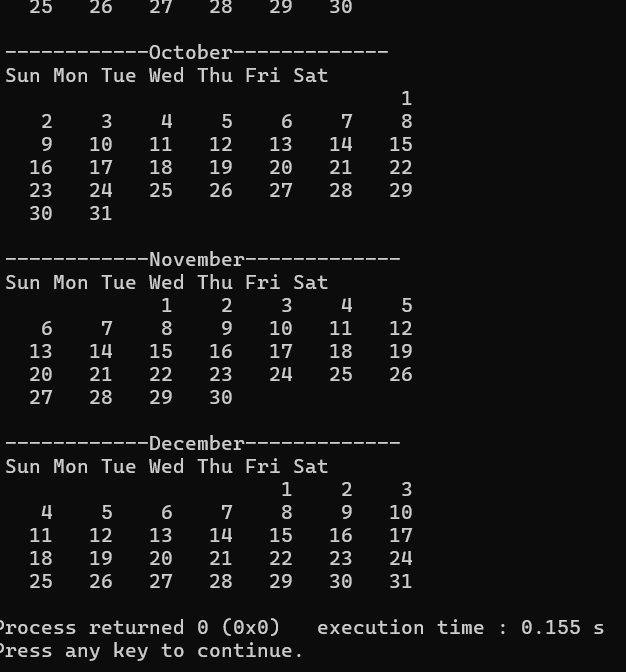 25   26   27   28   29   30

------------October-------------
Sun Mon Tue Wed Thu Fri Sat
                                  1
    2    3    4    5    6    7    8
    9   10   11   12   13   14   15
   16   17   18   19   20   21   22
   23   24   25   26   27   28   29
   30   31

------------November-------------
Sun Mon Tue Wed Thu Fri Sat
              1    2    3    4    5
    6    7    8    9   10   11   12
   13   14   15   16   17   18   19
   20   21   22   23   24   25   26
   27   28   29   30

------------December-------------
Sun Mon Tue Wed Thu Fri Sat
                        1    2    3
    4    5    6    7    8    9   10
   11   12   13   14   15   16   17
   18   19   20   21   22   23   24
   25   26   27   28   29   30   31

Process returned 0 (0x0)   execution time : 0.155 s
Press any key to continue.